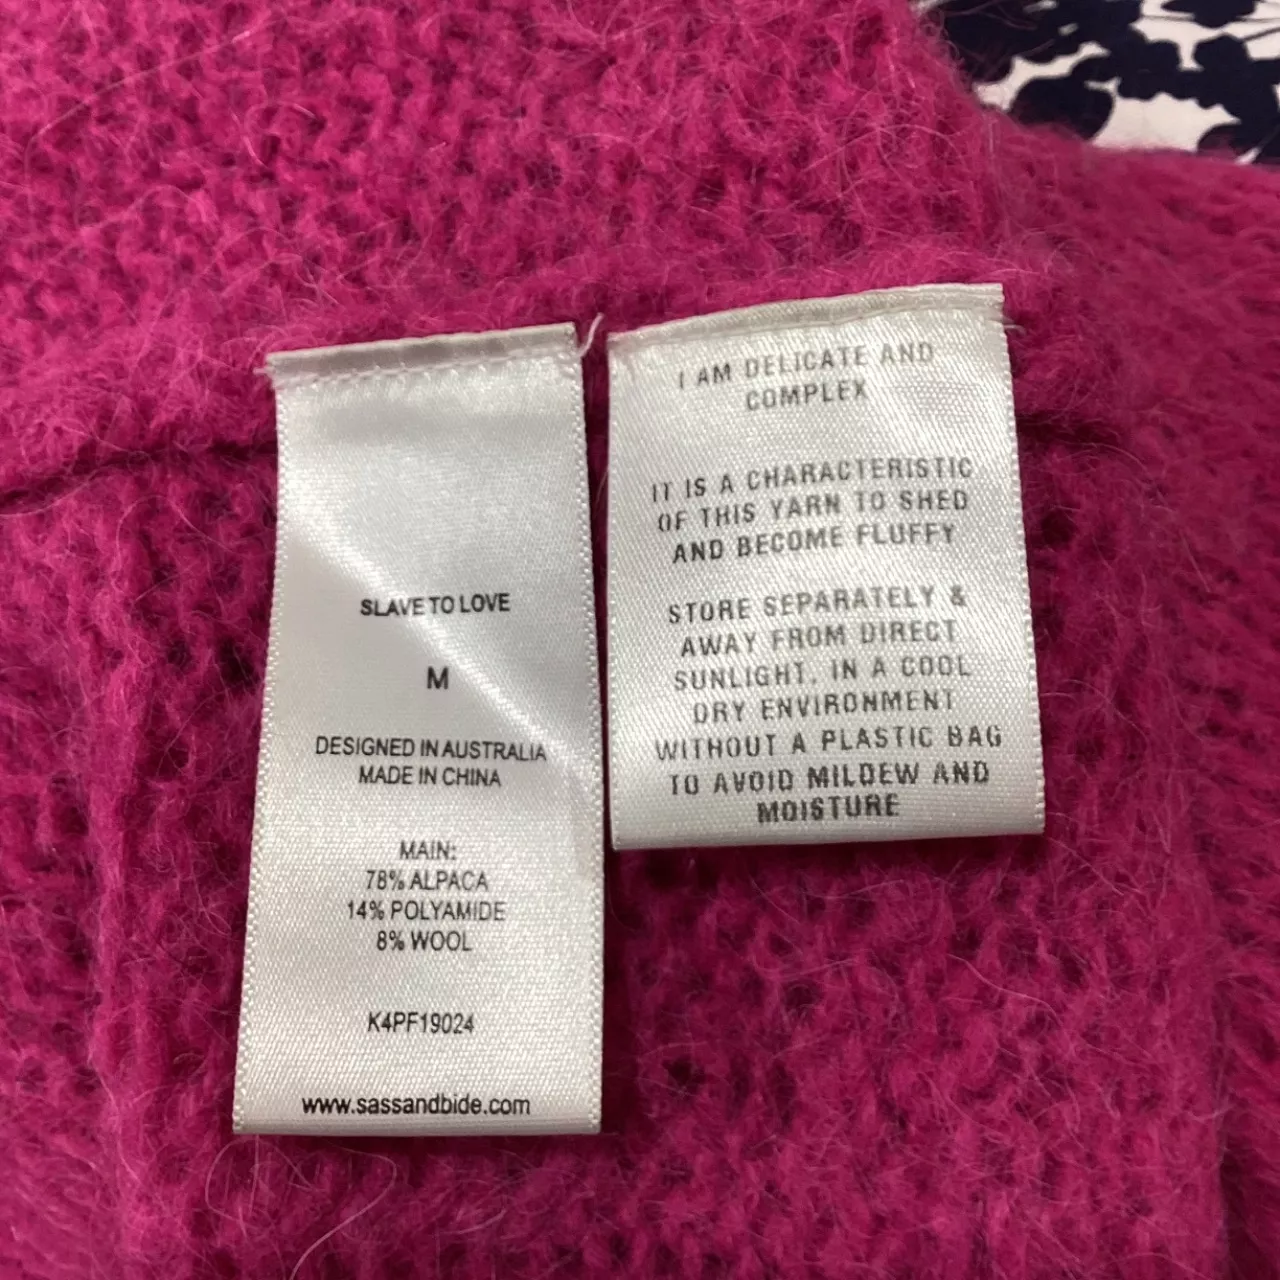 SLAVE TO LOVE
M
DESIGNED IN AUSTRALIA
MADE IN CHINA
MAIN:
78% ALPACA
14% POLYAMIDE
8% WOOL
K4PF19024
www.sassandbide.com
I AM DELICATE AND
COMPLEX
IT IS A CHARACTERISTIC
OF THIS YARN TO SHED
AND BECOME FLUFFY
STORE SEPARATELY &
AWAY FROM DIRECT
SUNLIGHT, IN A COOL
DRY ENVIRONMENT
WITHOUT A PLASTIC BAG
TO AVOID MILDEW AND
MOISTURE